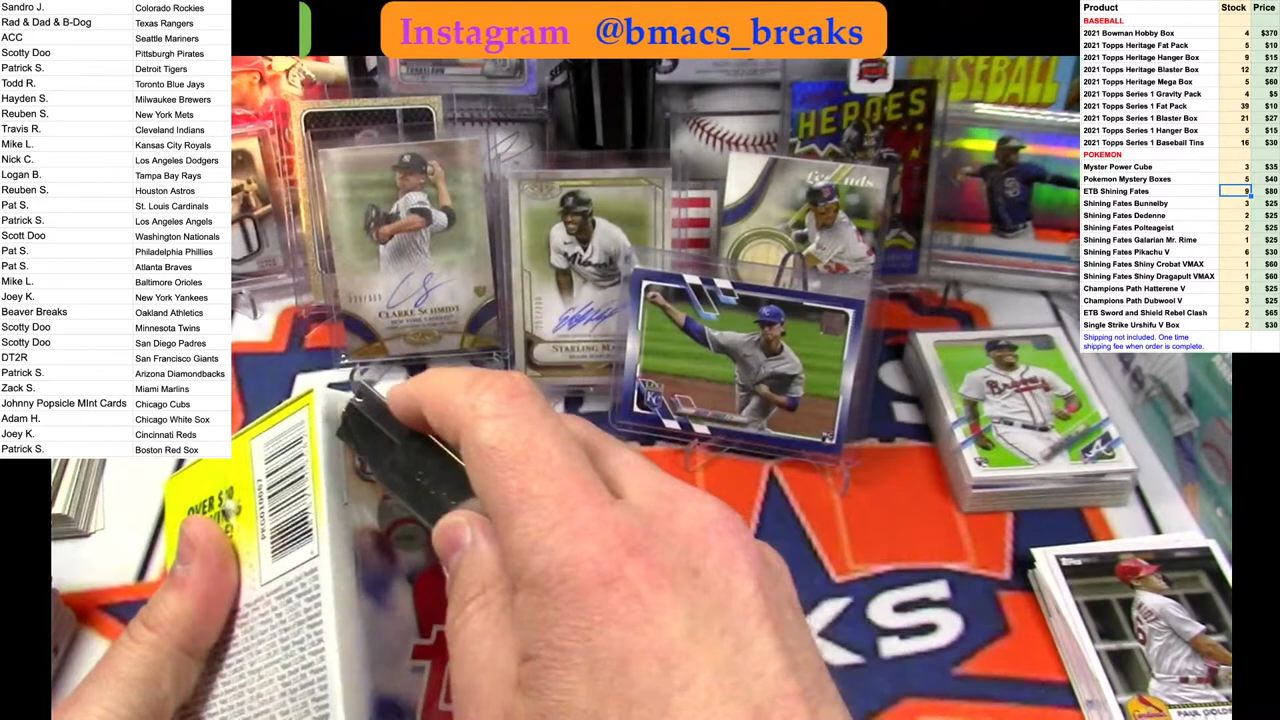 Instagram @bmacs_breaks
Sandro J. Colorado Rockies
Rad & Dad & B-Dog Texas Rangers
ACC Seattle Mariners
Scotty Doo Pittsburgh Pirates
Patrick S. Detroit Tigers
Todd R. Toronto Blue Jays
Hayden S. Milwaukee Brewers
Reuben S. New York Mets
Travis R. Cleveland Indians
Mike L. Kansas City Royals
Nick C. Los Angeles Dodgers
Logan B. Tampa Bay Rays
Reuben S. Houston Astros
Pat S. St. Louis Cardinals
Patrick S. Los Angeles Angels
Scott Doo Washington Nationals
Pat S. Philadelphia Phillies
Pat S. Atlanta Braves
Mike L. Baltimore Orioles
Joey K. New York Yankees
Beaver Breaks Oakland Athletics
Scotty Doo Minnesota Twins
Scotty Doo San Diego Padres
DT2R San Francisco Giants
Patrick S. Arizona Diamondbacks
Zack S. Miami Marlins
Johnny Popsicle MInt Cards Chicago Cubs
Adam H. Chicago White Sox
Joey K. Cincinnati Reds
Patrick S. Boston Red Sox
Product Stock Price
BASEBALL
2021 Bowman Hobby Box 4 $370
2021 Topps Heritage Fat Pack 5 $10
2021 Topps Heritage Hanger Box 9 $15
2021 Topps Heritage Blaster Box 12 $27
2021 Topps Heritage Mega Box 5 $60
2021 Topps Series 1 Gravity Pack 4 $5
2021 Topps Series 1 Fat Pack 39 $10
2021 Topps Series 1 Blaster Box 21 $27
2021 Topps Series 1 Hanger Box 5 $15
2021 Topps Series 1 Baseball Tins 16 $30
POKEMON
Myster Power Cube 3 $35
Pokemon Mystery Boxes 5 $40
ETB Shining Fates 9 $80
Shining Fates Bunnelby 3 $25
Shining Fates Dedenne 2 $25
Shining Fates Polteageist 2 $25
Shining Fates Galarian Mr. Rime 1 $25
Shining Fates Pikachu V 6 $30
Shining Fates Shiny Crobat VMAX 1 $60
Shining Fates Shiny Dragapult VMAX 1 $60
Champions Path Hatterene V 9 $25
Champions Path Dubwool V 3 $25
ETB Sword and Shield Rebel Clash 2 $65
Single Strike Urshifu V Box 2 $30
Shipping not included. One time
shipping fee when order is complete.
HEROES
CLARKE SCHMIDT
STARLING
Braves
OVER $
KS